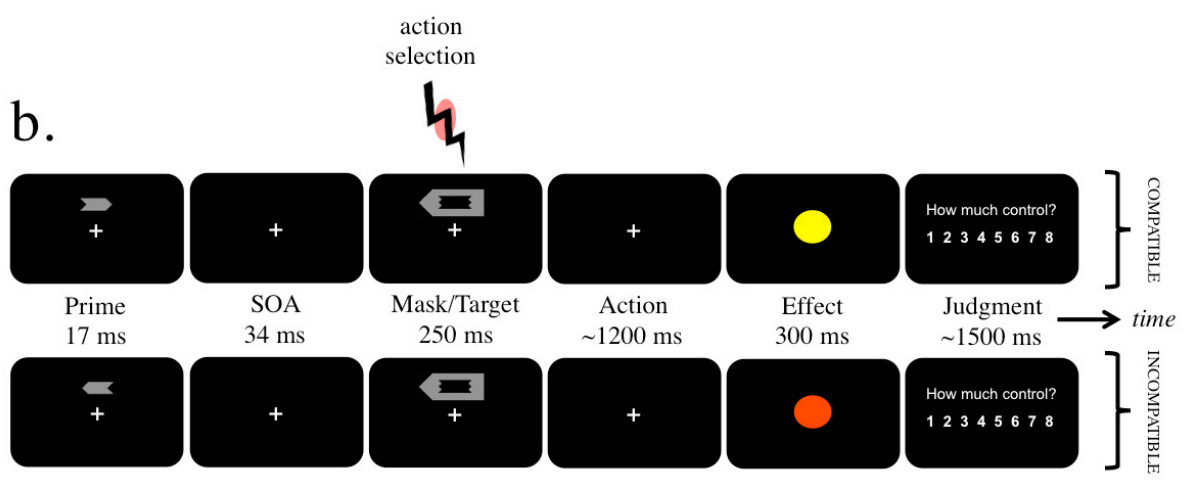 action
selection
b.
How much control?
1 2 3 4 5 6 7 8
COMPATIBLE
Prime
17 ms
SOA
34 ms
Mask/Target
250 ms
Action
~1200 ms
Effect
300 ms
Judgment
~1500 ms
time
How much control?
1 2 3 4 5 6 7 8
INCOMPATIBLE